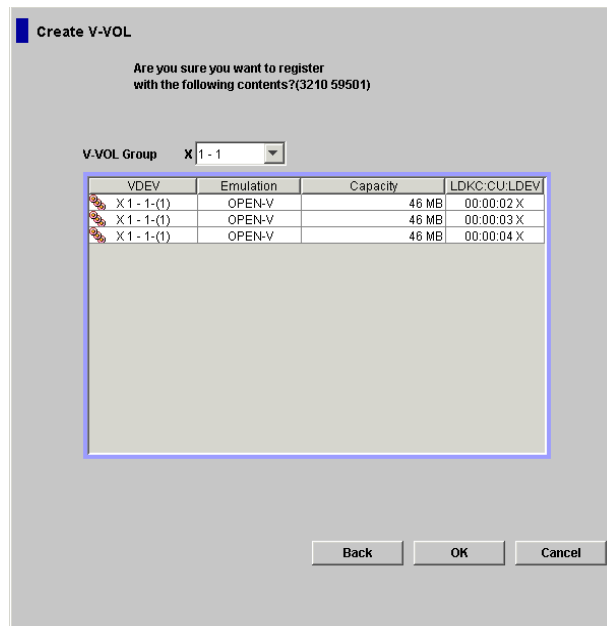 Create V-VOL
Are you sure you want to register
with the following contents?(3210 59501)
V-VOL Group X 1 - 1
VDEV Emulation Capacity LDKC:CU:LDEV
X 1 - 1-(1) OPEN-V 46 MB 00:00:02 X
X 1 - 1-(1) OPEN-V 46 MB 00:00:03 X
X 1 - 1-(1) OPEN-V 46 MB 00:00:04 X
Back OK Cancel